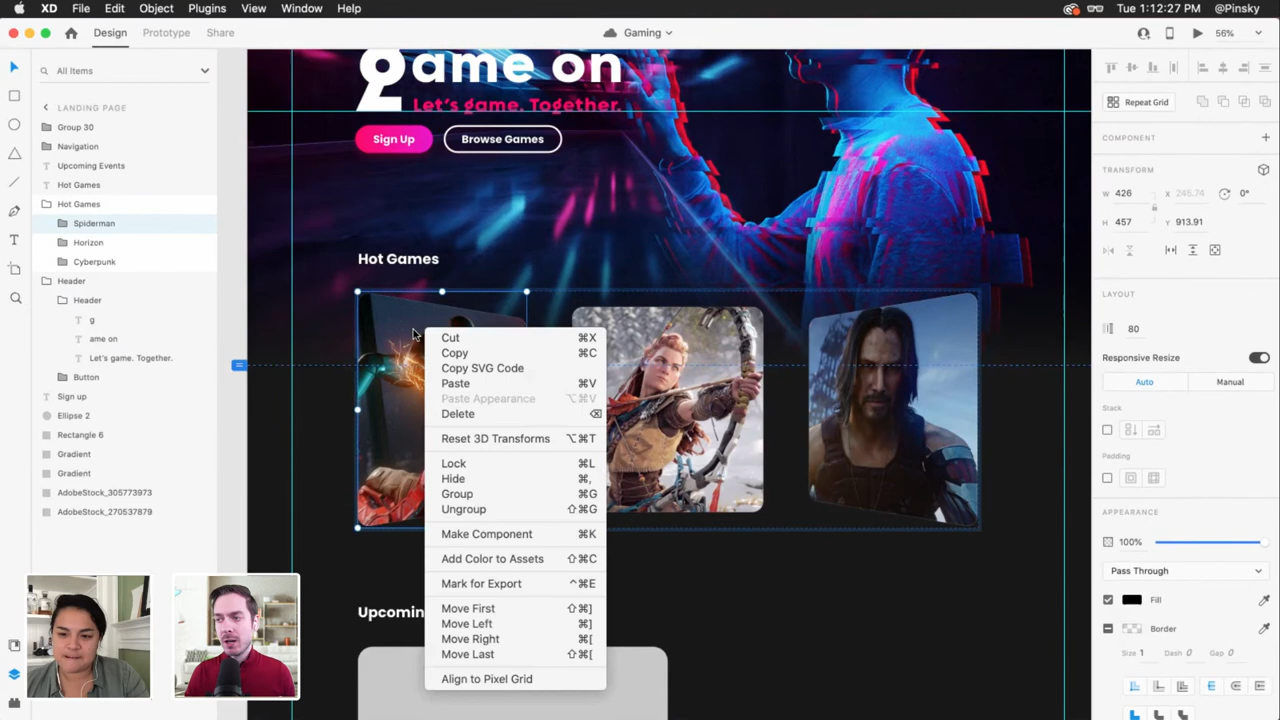 XD File Edit Object Plugins Window Help View Window Help Tue 1:12:27 PM @Pinsky
Design Prototype Share Gaming 56%
All Items
LANDING PAGE
Group 30
Navigation
Upcoming Events
Hot Games
Hot Games
Spiderman
Horizon
Cyberpunk
Header
Header
g
ame on
Let's game. Together.
Button
Sign up
Ellipse 2
Rectangle 6
Gradient
Gradient
AdobeStock_305773973
AdobeStock_270537879
game on
Let's game. Together.
Sign Up Browse Games
Hot Games
Cut ⌘X
Copy ⌘C
Copy SVG Code
Paste ⌘V
Paste Appearance ⌥⌘V
Delete ⌫
Reset 3D Transforms ⌥⌘T
Lock ⌘L
Hide ⌘,
Group ⌘G
Ungroup ⇧⌘G
Make Component ⌘K
Add Color to Assets ⇧⌘C
Mark for Export ^⌘E
Move First ⇧⌘]
Move Left ⌘]
Move Right ⌘[
Move Last ⇧⌘[
Align to Pixel Grid
Upcoming
Repeat Grid
COMPONENT
TRANSFORM
W 426 X 245.74 0°
H 457 Y 913.91
LAYOUT
80
Responsive Resize
Auto Manual
Stack
Padding
APPEARANCE
100%
Pass Through
Fill
Border
Size 1 Dash 0 Gap 0